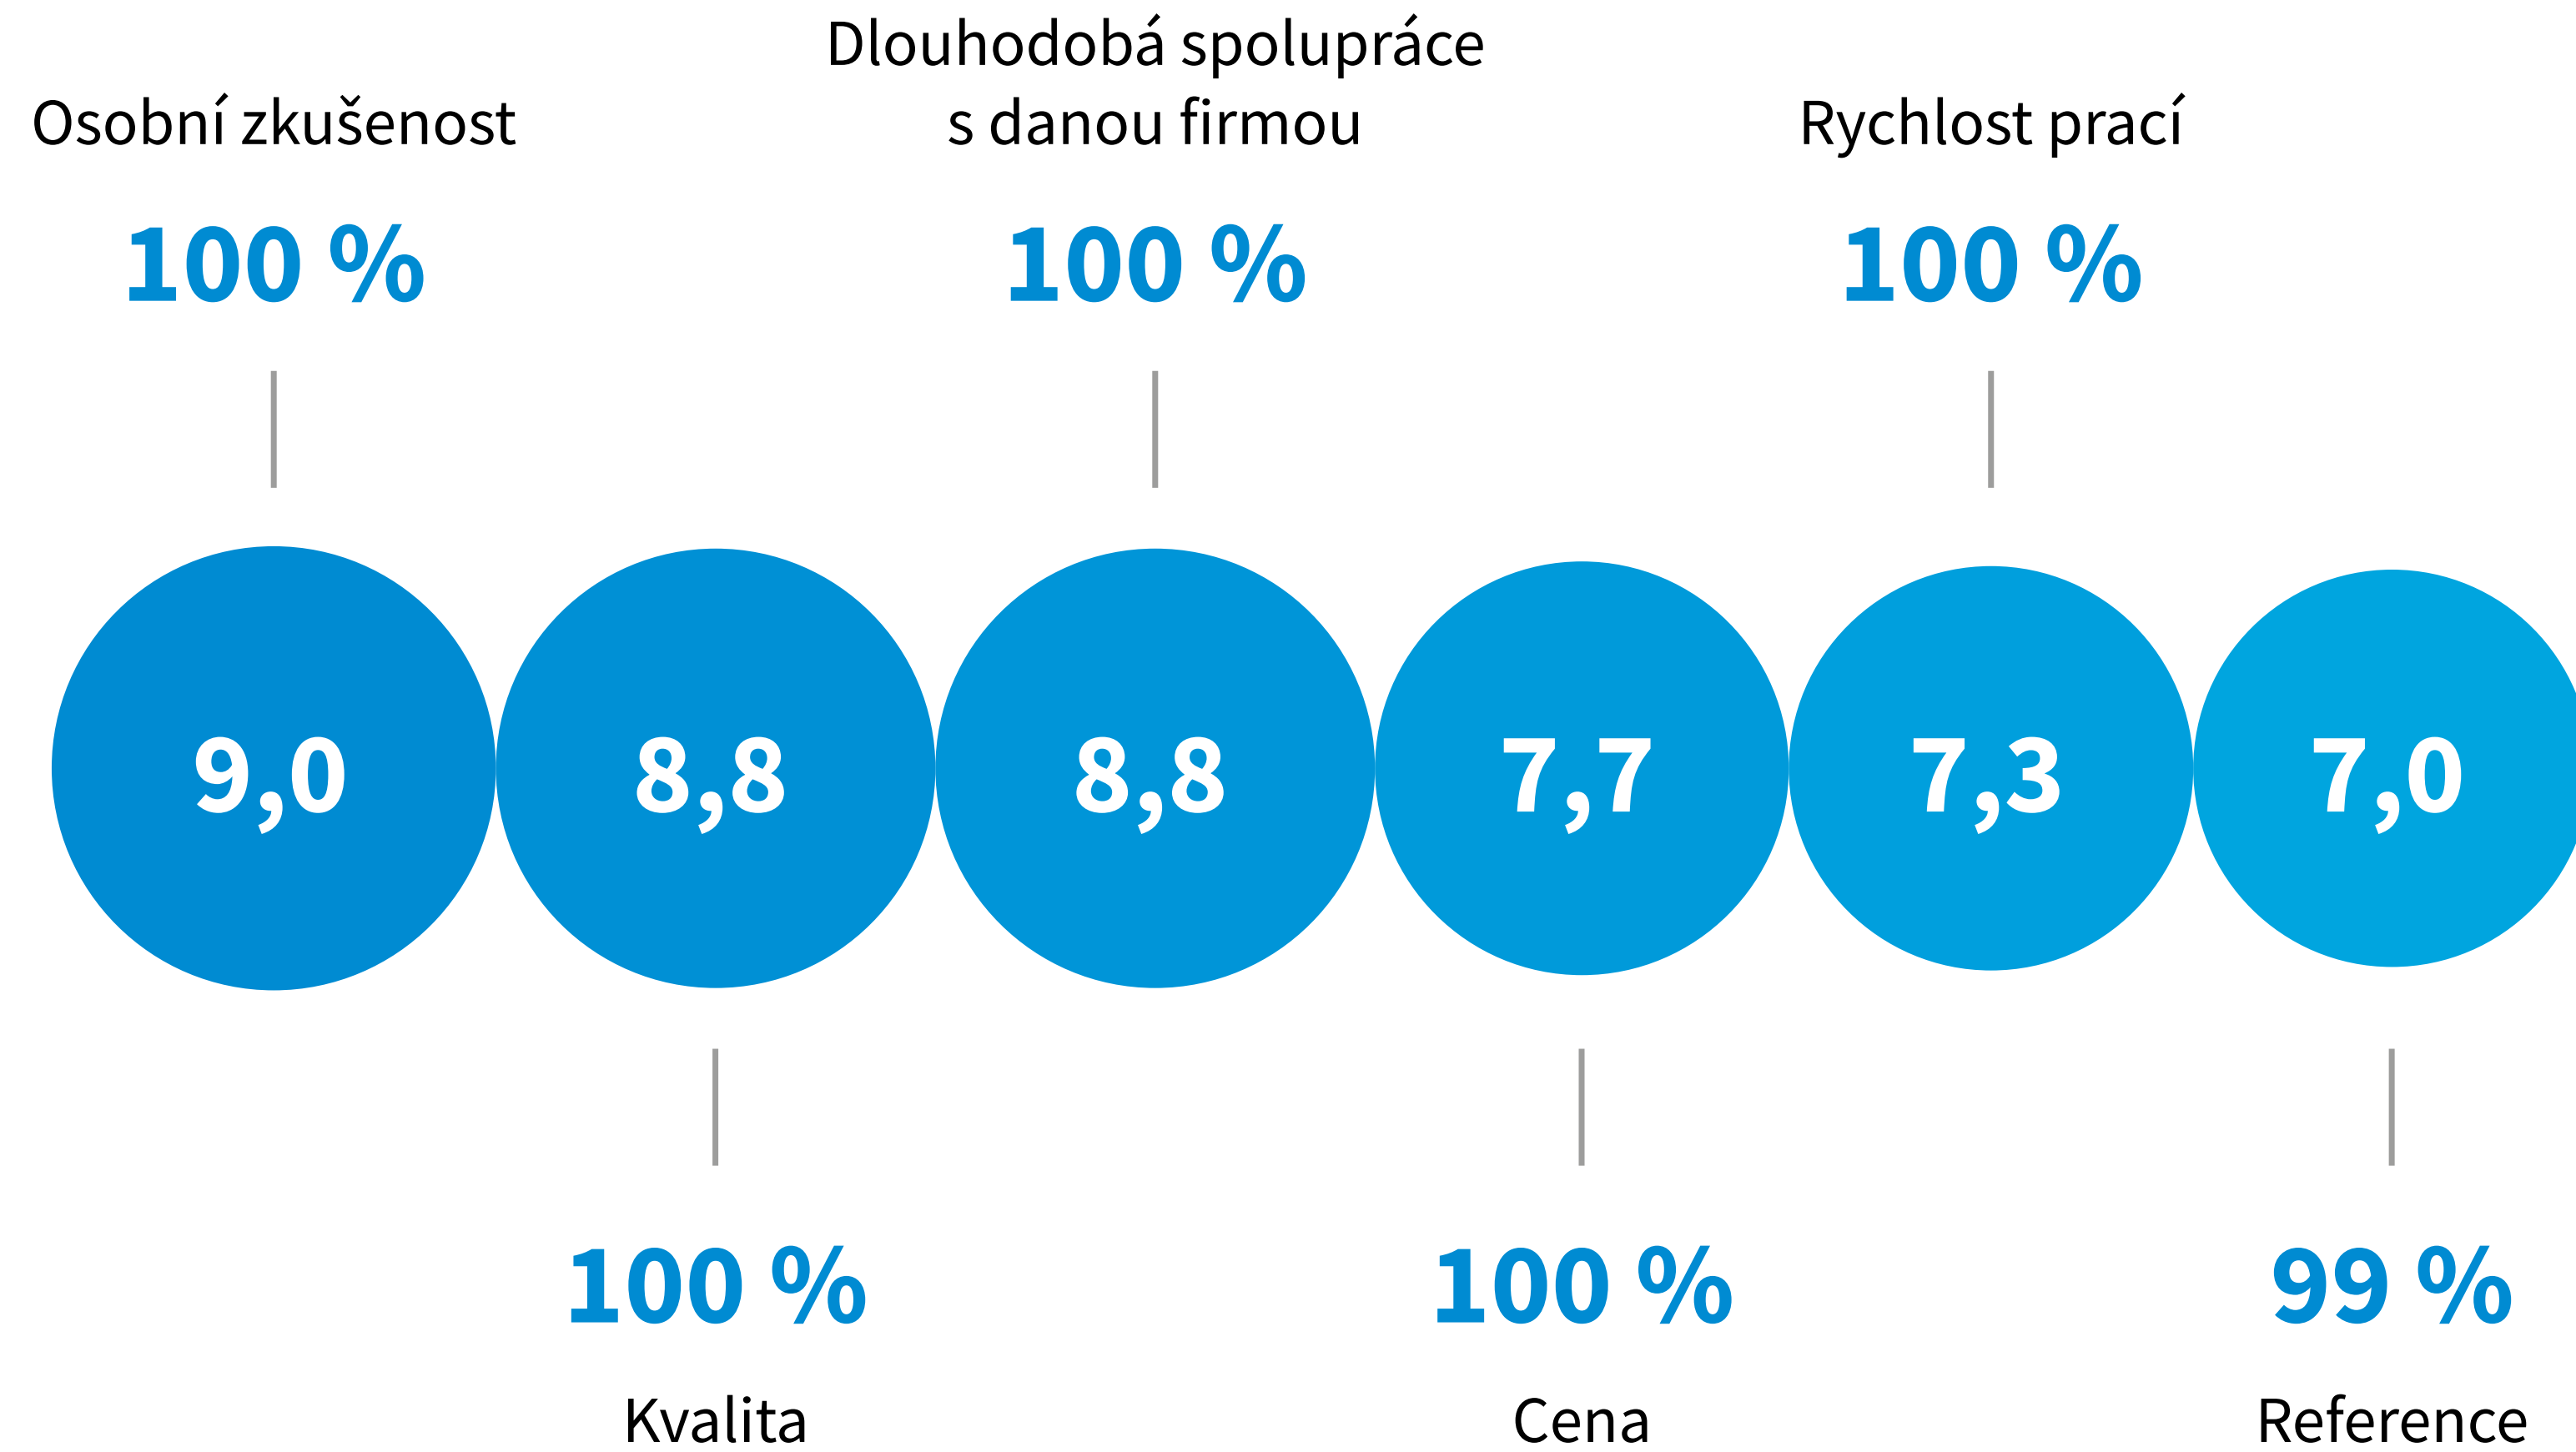 Dlouhodobá spolupráce
Osobní zkušenost
s danou firmou
Rychlost prací
100 %
100 %
100 %
9,0
8,8
8,8
7,7
7,3
7,0
100 %
100 %
99 %
Kvalita
Cena
Reference